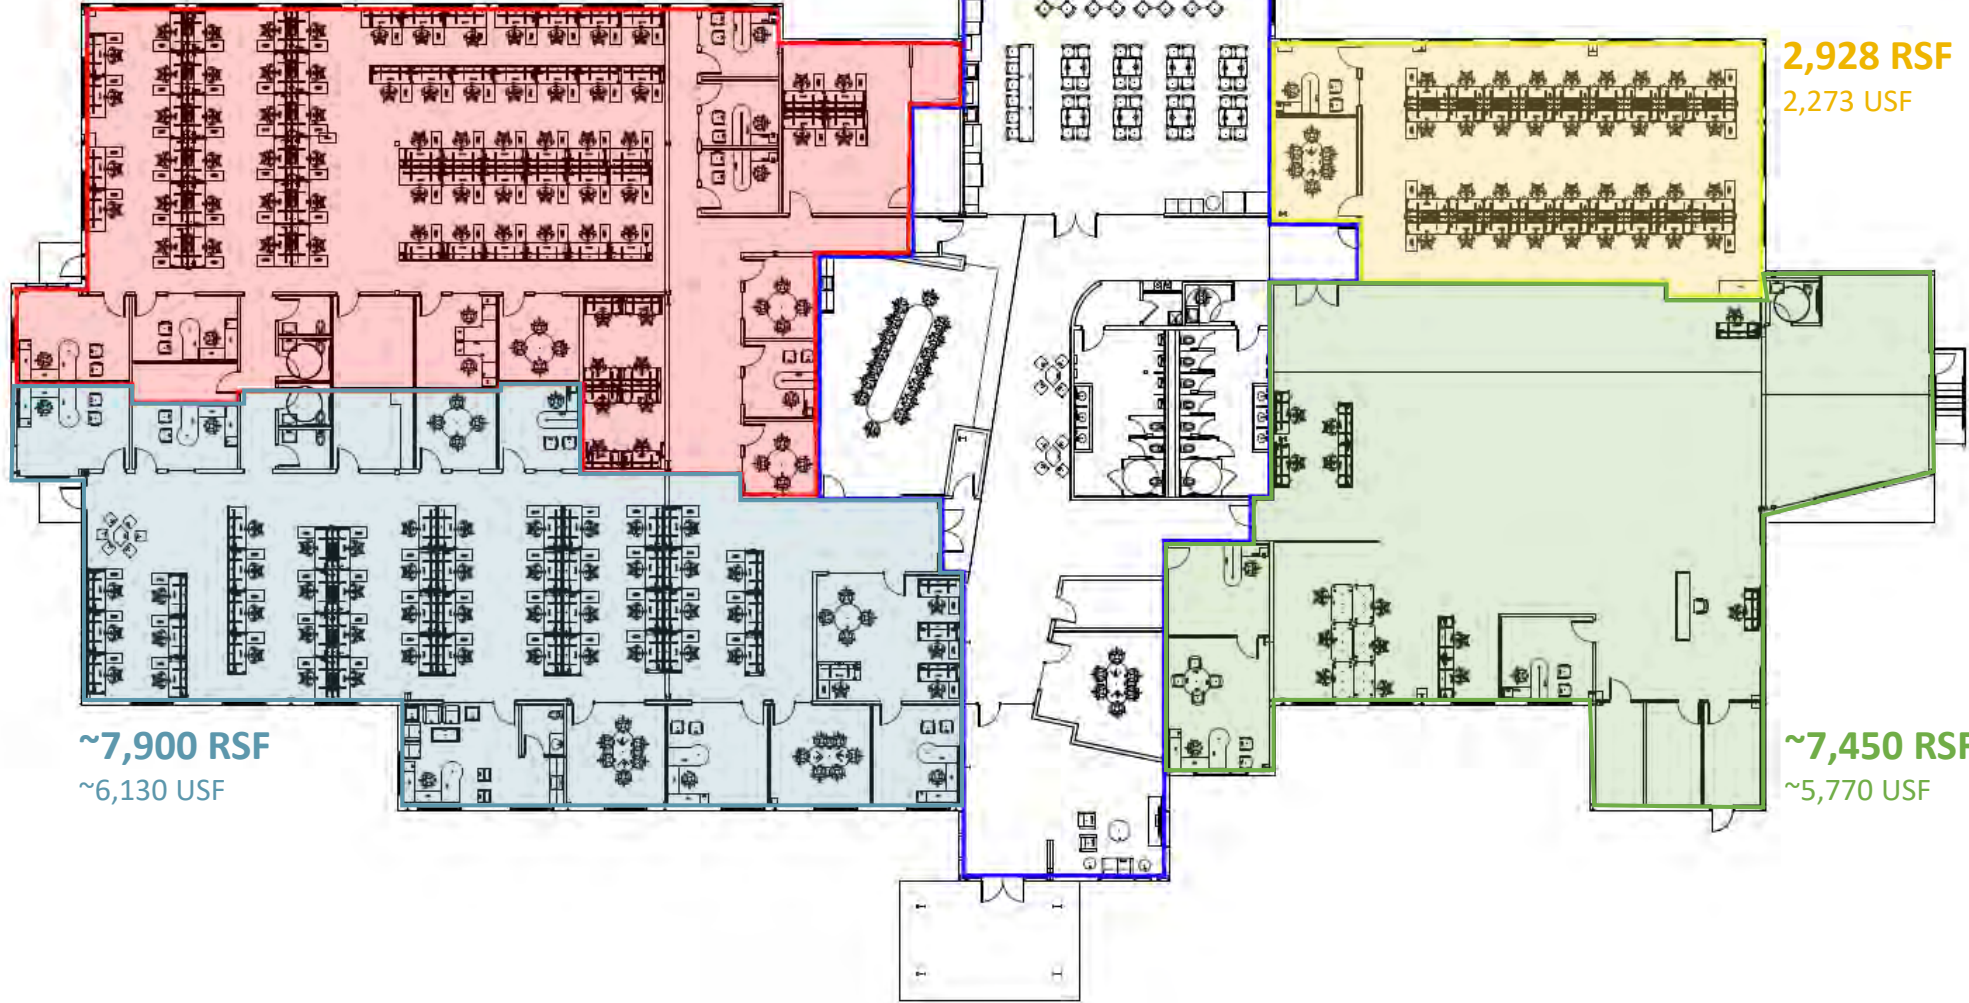 2,928 RSF
2,273 USF
~7,900 RSF
~6,130 USF
~7,450 RSF
~5,770 USF